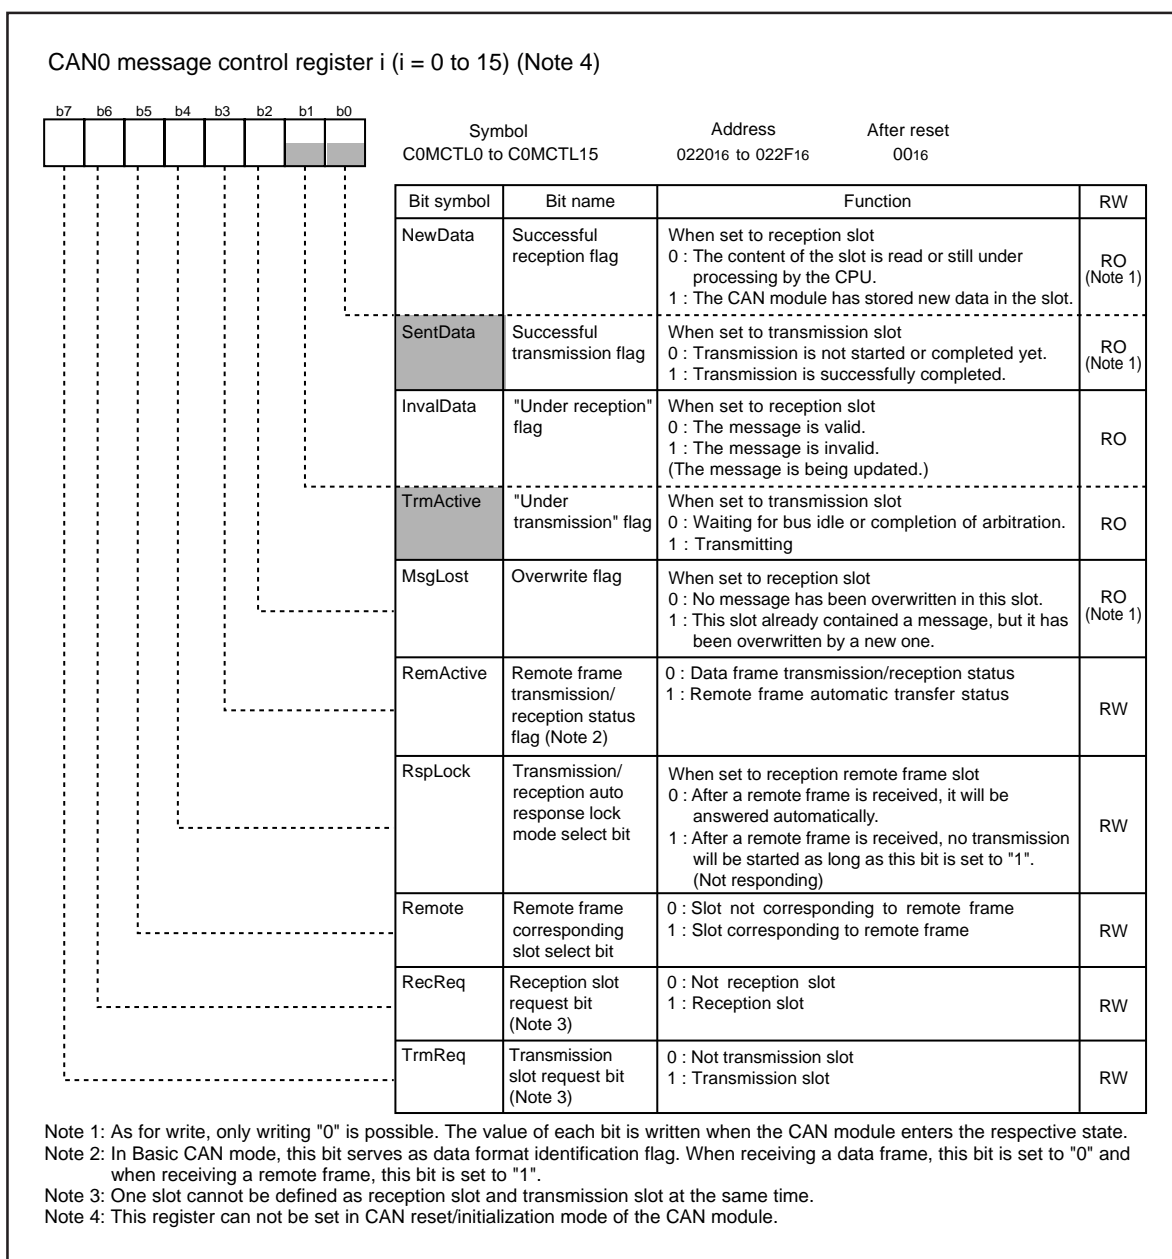 CAN0 message control register i (i = 0 to 15) (Note 4)
b7 b6 b5 b4 b3 b2 b1 b0
Symbol Address After reset
C0MCTL0 to C0MCTL15 022016 to 022F16 0016
Bit symbol Bit name Function RW
NewData Successful When set to reception slot
reception flag 0 : The content of the slot is read or still under RO
processing by the CPU. (Note 1)
1 : The CAN module has stored new data in the slot.
SentData Successful When set to transmission slot
transmission flag 0 : Transmission is not started or completed yet. RO
1 : Transmission is successfully completed. (Note 1)
InvalData "Under reception" When set to reception slot
flag 0 : The message is valid.
1 : The message is invalid. RO
(The message is being updated.)
TrmActive "Under When set to transmission slot
transmission" flag 0 : Waiting for bus idle or completion of arbitration. RO
1 : Transmitting
MsgLost Overwrite flag When set to reception slot
0 : No message has been overwritten in this slot. RO
1 : This slot already contained a message, but it has (Note 1)
been overwritten by a new one.
RemActive Remote frame 0 : Data frame transmission/reception status
transmission/ 1 : Remote frame automatic transfer status
reception status RW
flag (Note 2)
RspLock Transmission/ When set to reception remote frame slot
reception auto 0 : After a remote frame is received, it will be
response lock answered automatically.
mode select bit 1 : After a remote frame is received, no transmission RW
will be started as long as this bit is set to "1".
(Not responding)
Remote Remote frame 0 : Slot not corresponding to remote frame
corresponding 1 : Slot corresponding to remote frame RW
slot select bit
RecReq Reception slot 0 : Not reception slot
request bit 1 : Reception slot RW
(Note 3)
TrmReq Transmission 0 : Not transmission slot
slot request bit 1 : Transmission slot RW
(Note 3)
Note 1: As for write, only writing "0" is possible. The value of each bit is written when the CAN module enters the respective state.
Note 2: In Basic CAN mode, this bit serves as data format identification flag. When receiving a data frame, this bit is set to "0" and
when receiving a remote frame, this bit is set to "1".
Note 3: One slot cannot be defined as reception slot and transmission slot at the same time.
Note 4: This register can not be set in CAN reset/initialization mode of the CAN module.